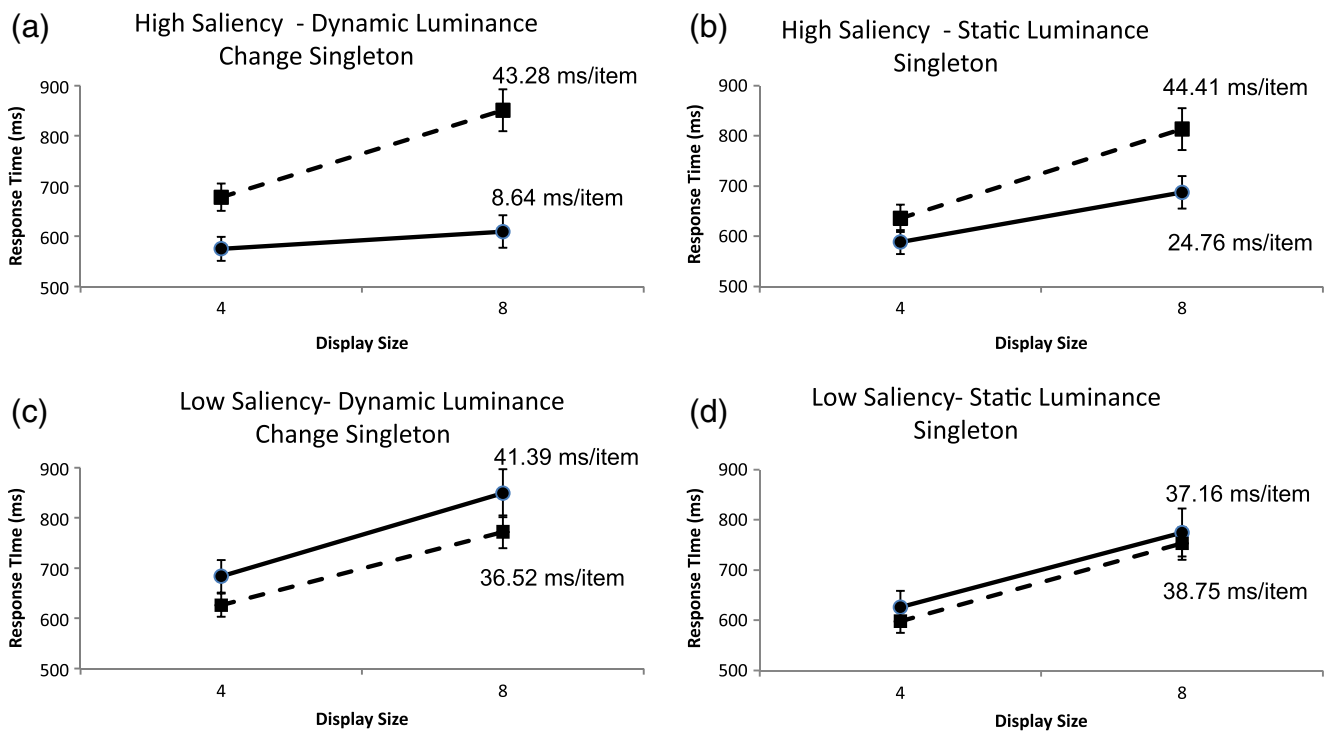 (a)
High Saliency - Dynamic Luminance
Change Singleton
43.28 ms/item
8.64 ms/item
Response Time (ms)
900
800
700
600
500
4
8
Display Size
(b)
High Saliency - Static Luminance
Singleton
44.41 ms/item
24.76 ms/item
Response Time (ms)
900
800
700
600
500
4
8
Display Size
(c)
Low Saliency- Dynamic Luminance
Change Singleton
41.39 ms/item
36.52 ms/item
Response TIme (ms)
900
800
700
600
500
4
8
Display Size
(d)
Low Saliency- Static Luminance
Singleton
37.16 ms/item
38.75 ms/item
Response TIme (ms)
900
800
700
600
500
4
8
Display Size